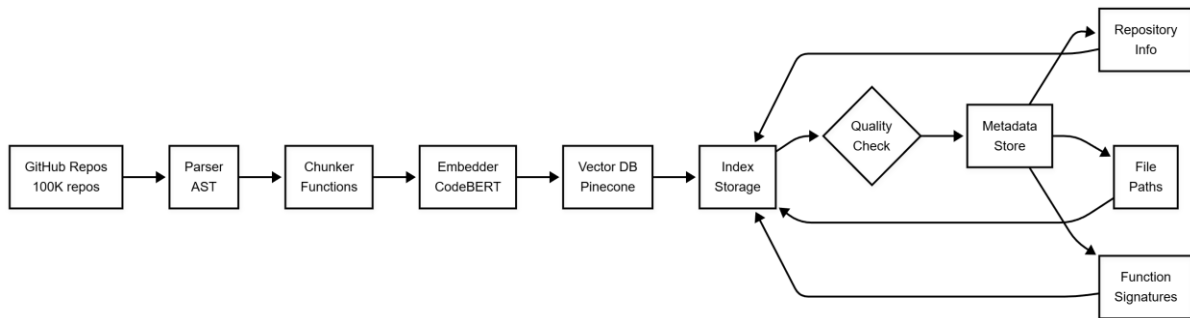 GitHub Repos
100K repos
Parser
AST
Chunker
Functions
Embedder
CodeBERT
Vector DB
Pinecone
Index
Storage
Quality
Check
Metadata
Store
Repository
Info
File
Paths
Function
Signatures